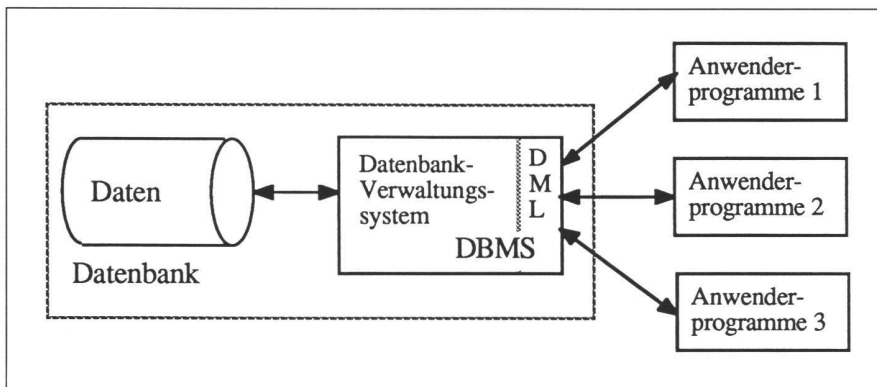 Daten
Datenbank
Datenbank-
Verwaltungs-
system
DBMS
D
M
L
Anwender-
programme 1
Anwender-
programme 2
Anwender-
programme 3